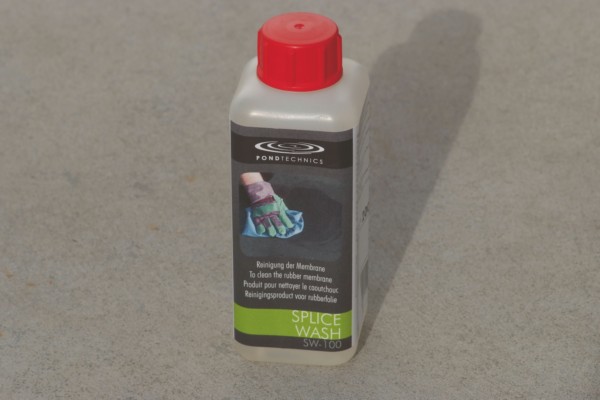 PONDTECHNICS
Reinigung der Membrane
To clean the rubber membrane
Produit pour nettoyer le caoutchouc.
Reinigingsproduct voor rubberfolie
SPLICE
WASH
SW-100